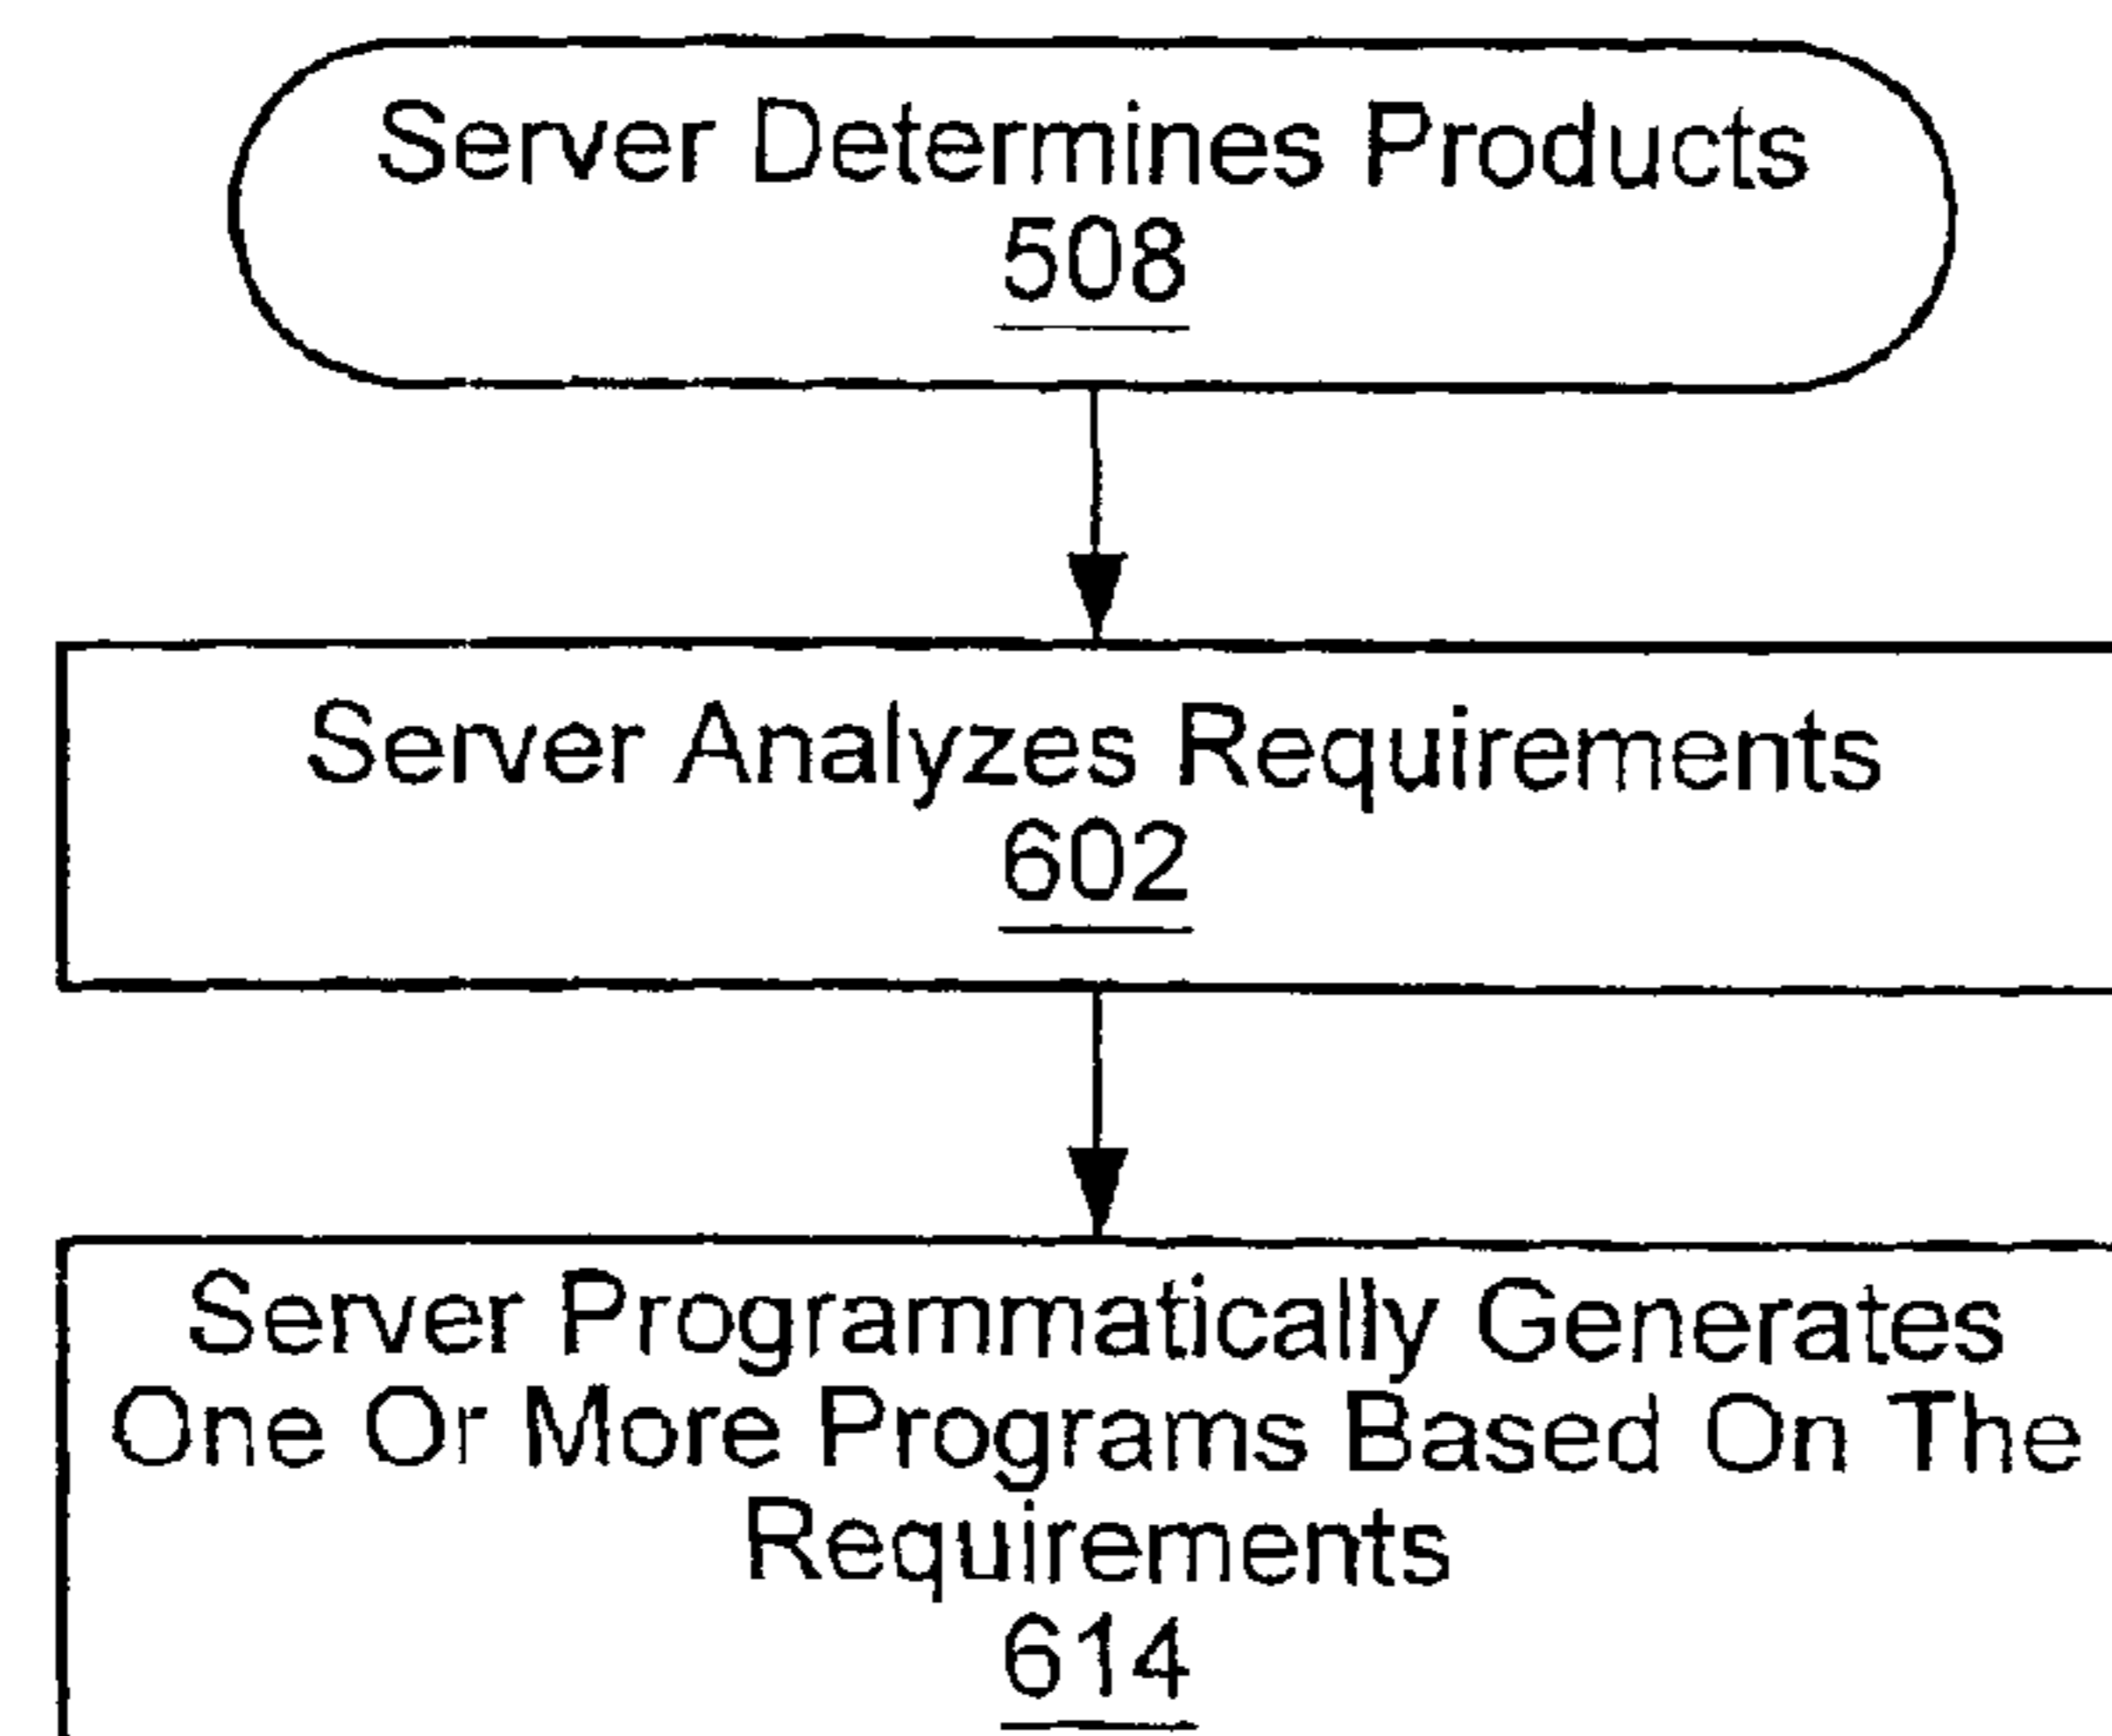 Server Determines Products
508
Server Analyzes Requirements
602
Server Programmatically Generates
One Or More Programs Based On The
Requirements
614